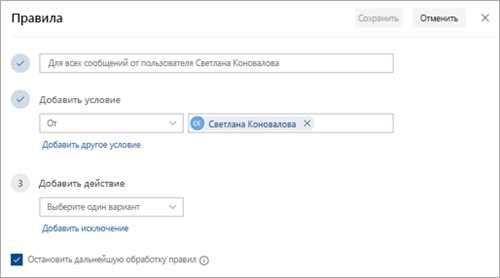 Правила
Сохранить
Отменить
Для всех сообщений от пользователя Светлана Коновалова
Добавить условие
От
СК Светлана Коновалова
Добавить другое условие
3 Добавить действие
Выберите один вариант
Добавить исключение
Остановить дальнейшую обработку правил